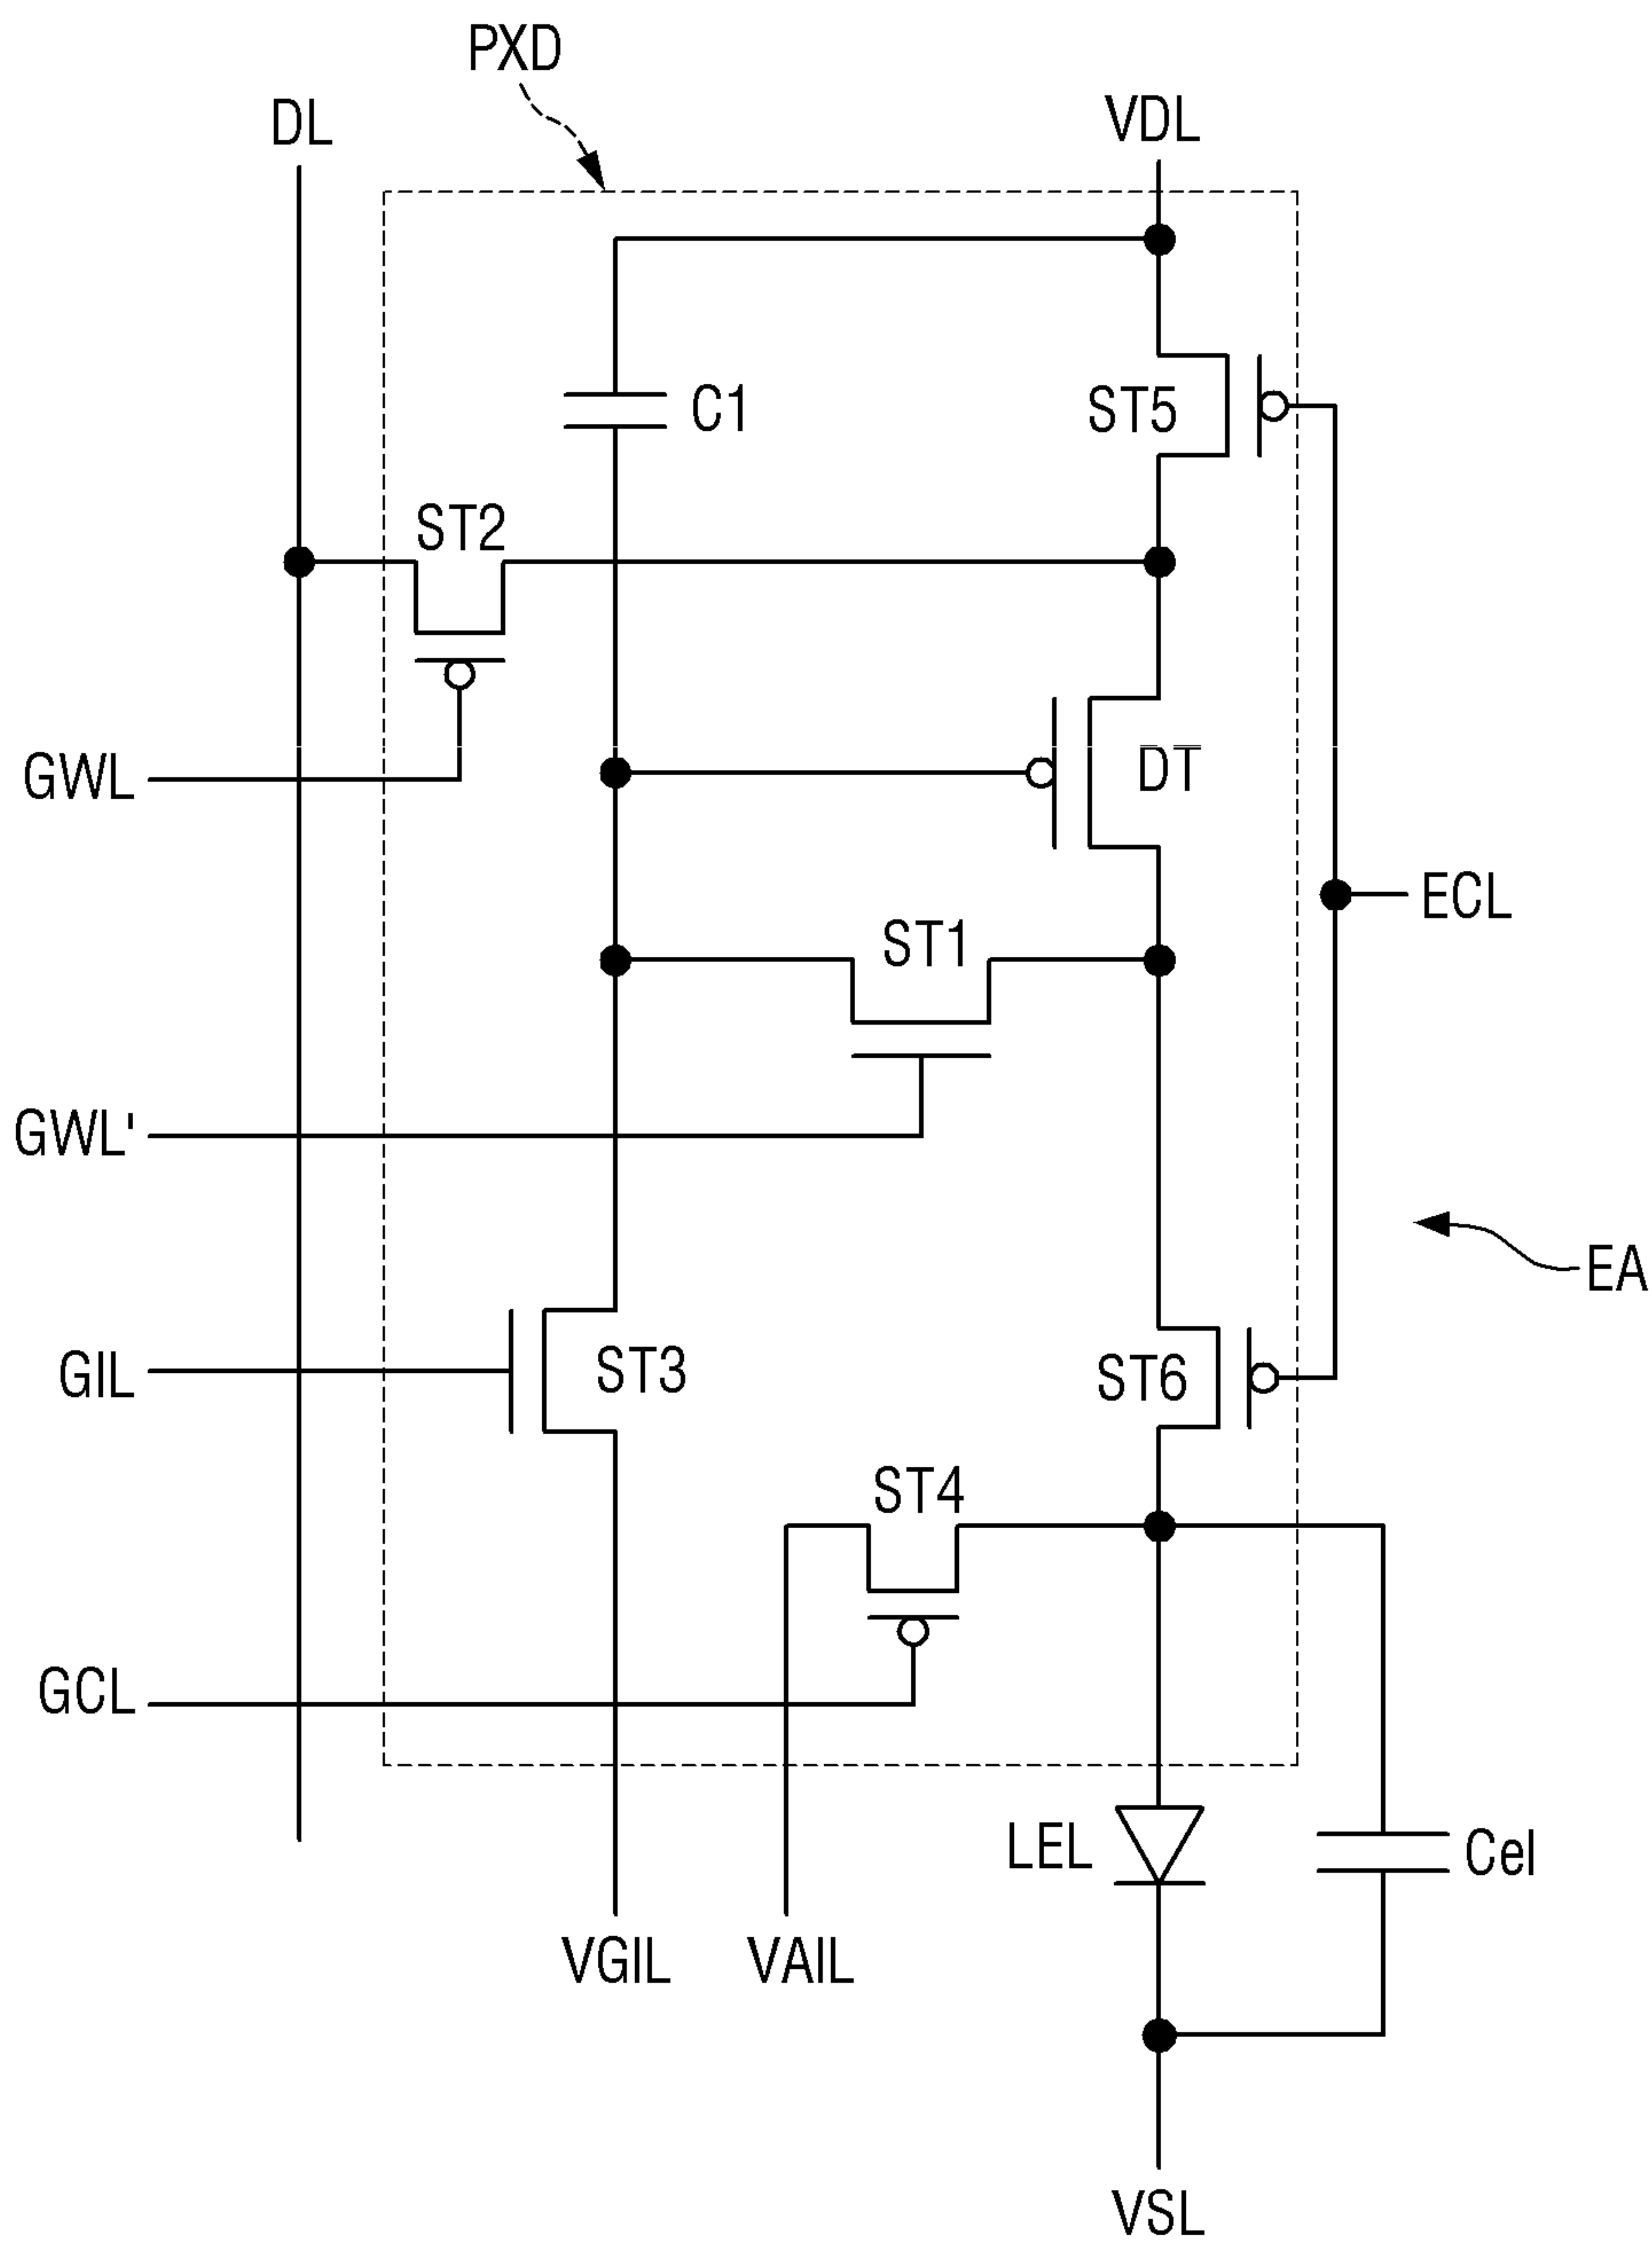 PXD
DL
VDL
C1
ST5
ST2
GWL
DT
ECL
ST1
GWL'
EA
GIL
ST3
ST6
ST4
GCL
LEL
Cel
VGIL
VAIL
VSL